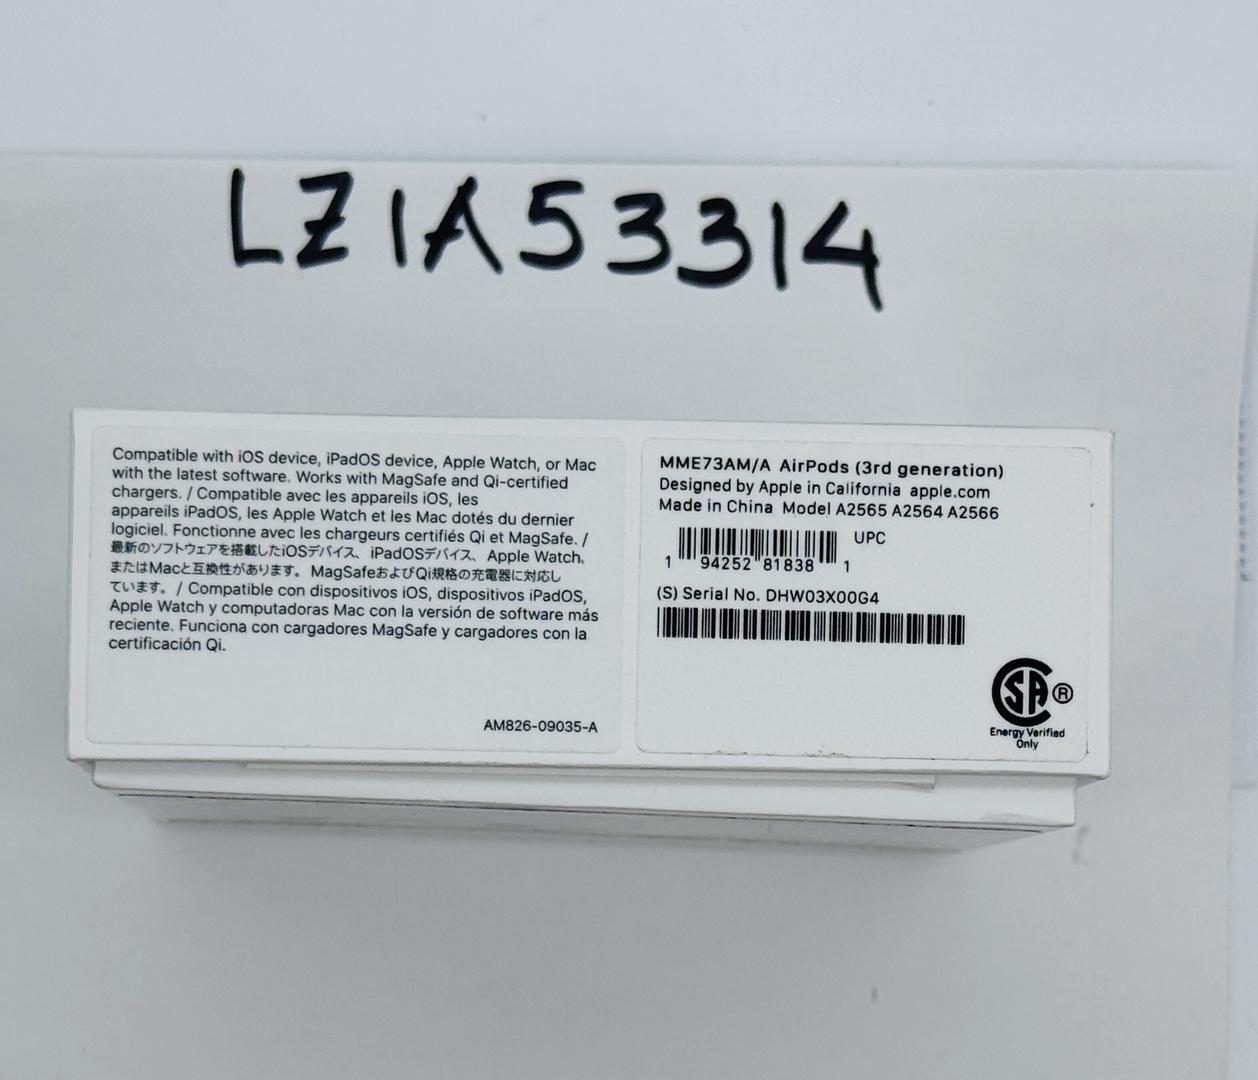 LZ1A53314
Compatible with iOS device, iPadOS device, Apple Watch, or Mac
with the latest software. Works with MagSafe and Qi-certified
chargers. / Compatible avec les appareils iOS, les
appareils iPadOS, les Apple Watch et les Mac dotés du dernier
logiciel. Fonctionne avec les chargeurs certifiés Qi et MagSafe. /
最新のソフトウェアを搭載したiOSデバイス、iPadOSデバイス、Apple Watch、
またはMacと互換性があります。MagSafeおよびQi規格の充電器に対応し
ています。 / Compatible con dispositivos iOS, dispositivos iPadOS,
Apple Watch y computadoras Mac con la versión de software más
reciente. Funciona con cargadores MagSafe y cargadores con la
certificación Qi.
AM826-09035-A
MME73AM/A AirPods (3rd generation)
Designed by Apple in California apple.com
Made in China Model A2565 A2564 A2566
UPC
1 94252 81838 1
(S) Serial No. DHW03X00G4
SA®
Energy Verified
Only